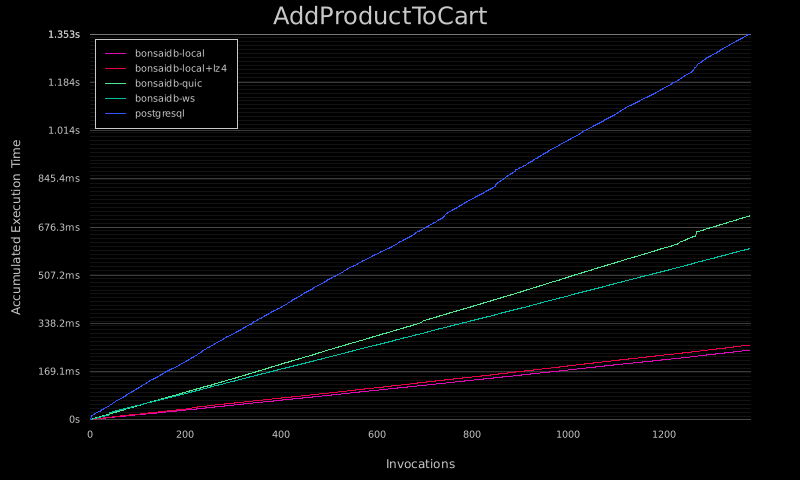 AddProductToCart
1.353s
bonsaidb-local
bonsaidb-local+lz4
bonsaidb-quic
bonsaidb-ws
postgresql
1.184s
1.014s
845.4ms
676.3ms
507.2ms
338.2ms
169.1ms
0s
Accumulated Execution Time
0 200 400 600 800 1000 1200
Invocations